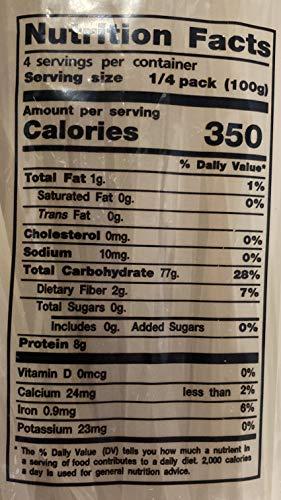 Nutrition Facts
4 servings per container
Serving size 1/4 pack (100g)
Amount per serving
Calories 350
% Daily Value*
Total Fat 1g. 1%
Saturated Fat 0g. 0%
Trans Fat 0g.
Cholesterol 0mg. 0%
Sodium 10mg. 0%
Total Carbohydrate 77g. 28%
Dietary Fiber 2g. 7%
Total Sugars 0g.
Includes 0g. Added Sugars 0%
Protein 8g
Vitamin D 0mcg 0%
Calcium 24mg less than 2%
Iron 0.9mg 6%
Potassium 23mg 0%
* The % Daily Value (DV) tells you how much a nutrient in
a serving of food contributes to a daily diet. 2,000 calories
a day is used for general nutrition advice.